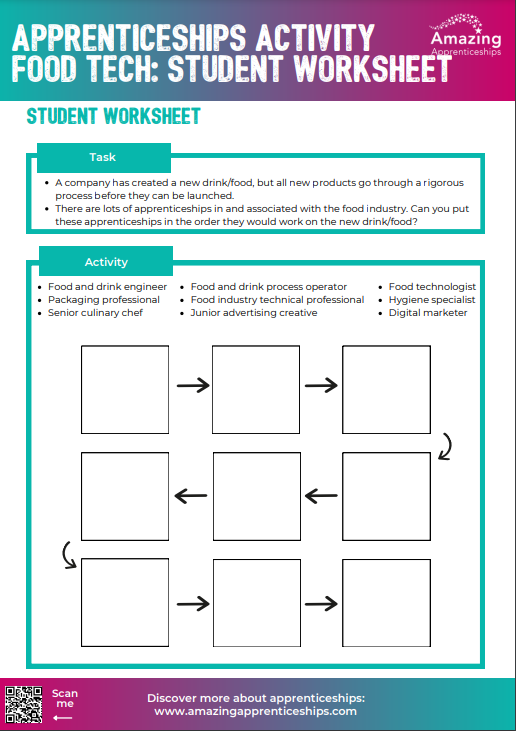 APPRENTICESHIPS ACTIVITY
FOOD TECH: STUDENT WORKSHEET
Amazing
Apprenticeships
STUDENT WORKSHEET
Task
• A company has created a new drink/food, but all new products go through a rigorous
process before they can be launched.
• There are lots of apprenticeships in and associated with the food industry. Can you put
these apprenticeships in the order they would work on the new drink/food?
Activity
• Food and drink engineer
• Packaging professional
• Senior culinary chef
• Food and drink process operator
• Food industry technical professional
• Junior advertising creative
• Food technologist
• Hygiene specialist
• Digital marketer
Scan
me
Discover more about apprenticeships:
www.amazingapprenticeships.com